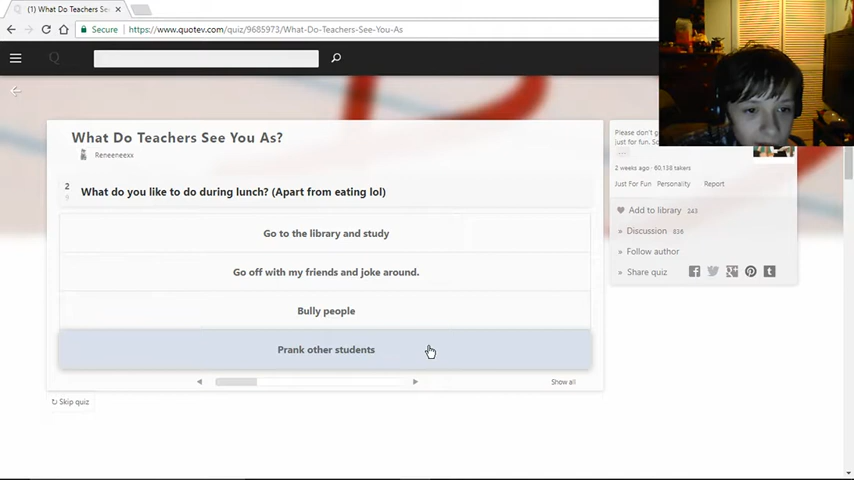 (1) What Do Teachers See
Secure
https://www.quotev.com/quiz/9685973/What-Do-Teachers-See-You-As
Q
What Do Teachers See You As?
Reneeneexx
2
What do you like to do during lunch? (Apart from eating lol)
Go to the library and study
Go off with my friends and joke around.
Bully people
Prank other students
Show all
Skip quiz
Please don't g
just for fun. So
...
2 weeks ago · 60,138 takers
Just For Fun Personality Report
Add to library 243
» Discussion 836
» Follow author
» Share quiz